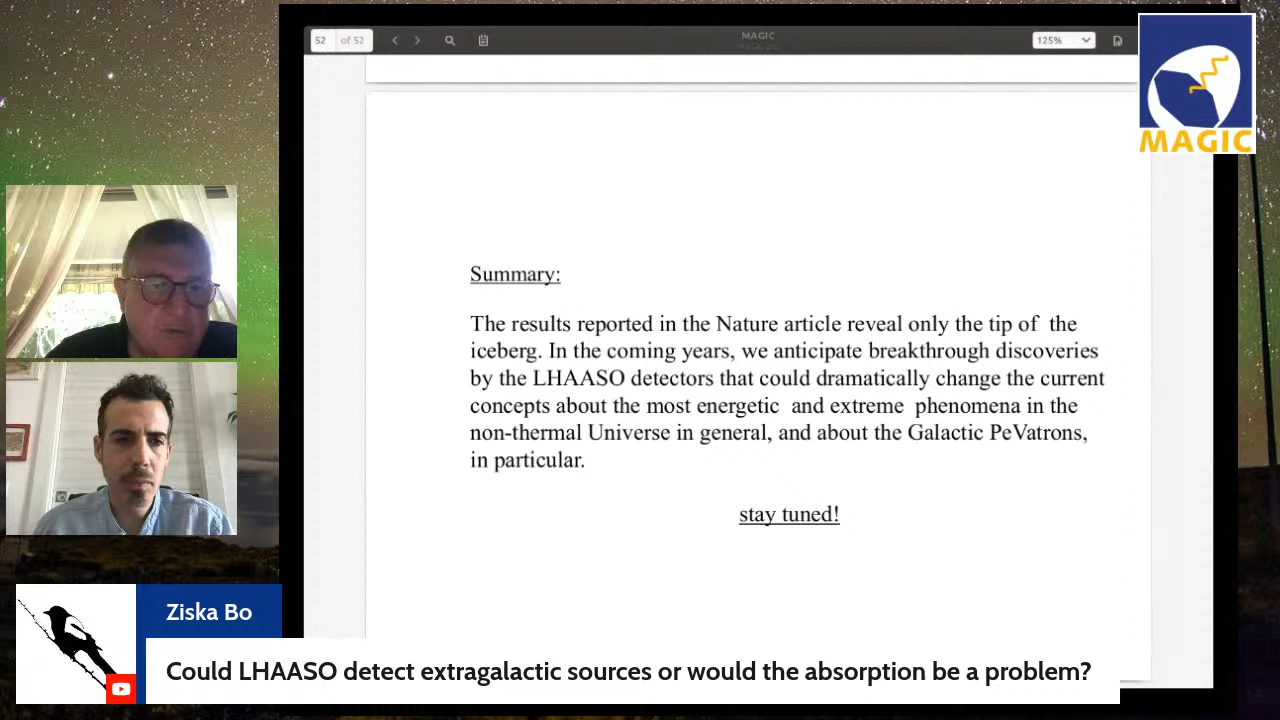 52 of 52
MAGIC
125%
MAGIC
Summary:
The results reported in the Nature article reveal only the tip of the
iceberg. In the coming years, we anticipate breakthrough discoveries
by the LHAASO detectors that could dramatically change the current
concepts about the most energetic and extreme phenomena in the
non-thermal Universe in general, and about the Galactic PeVatrons,
in particular.
stay tuned!
Ziska Bo
Could LHAASO detect extragalactic sources or would the absorption be a problem?